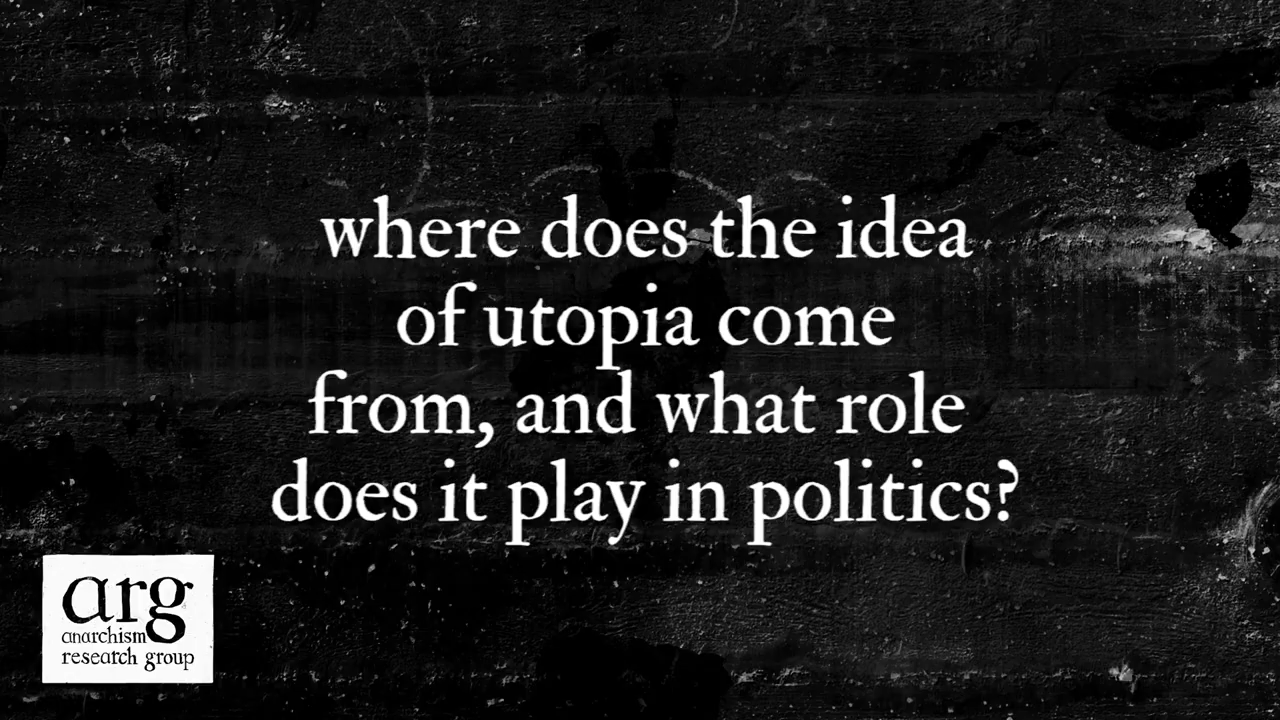 where does the idea
of utopia come
from, and what role
does it play in politics?
arg
anarchism
research group